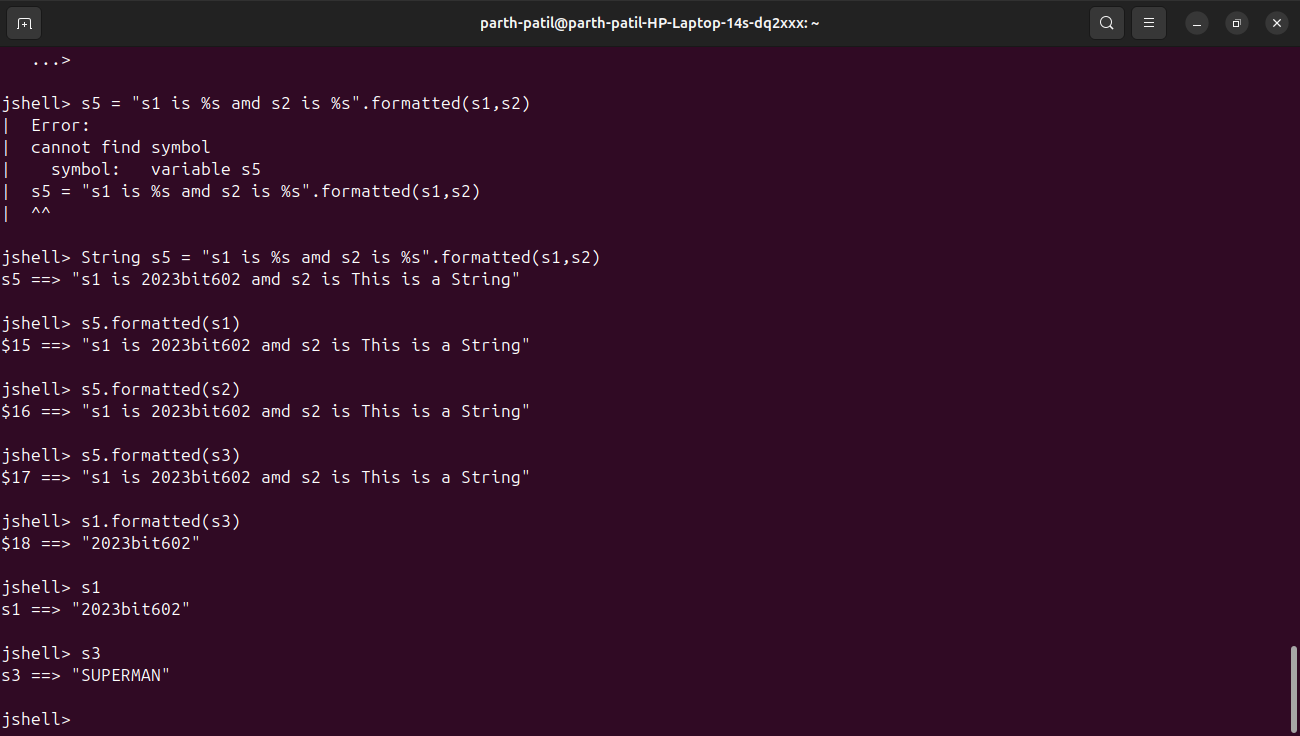 parth-patil@parth-patil-HP-Laptop-14s-dq2xxx: ~
...>
jshell> s5 = "s1 is %s amd s2 is %s".formatted(s1,s2)
|  Error:
|  cannot find symbol
|    symbol:   variable s5
|  s5 = "s1 is %s amd s2 is %s".formatted(s1,s2)
|  ^^
jshell> String s5 = "s1 is %s amd s2 is %s".formatted(s1,s2)
s5 ==> "s1 is 2023bit602 amd s2 is This is a String"
jshell> s5.formatted(s1)
$15 ==> "s1 is 2023bit602 amd s2 is This is a String"
jshell> s5.formatted(s2)
$16 ==> "s1 is 2023bit602 amd s2 is This is a String"
jshell> s5.formatted(s3)
$17 ==> "s1 is 2023bit602 amd s2 is This is a String"
jshell> s1.formatted(s3)
$18 ==> "2023bit602"
jshell> s1
s1 ==> "2023bit602"
jshell> s3
s3 ==> "SUPERMAN"
jshell>